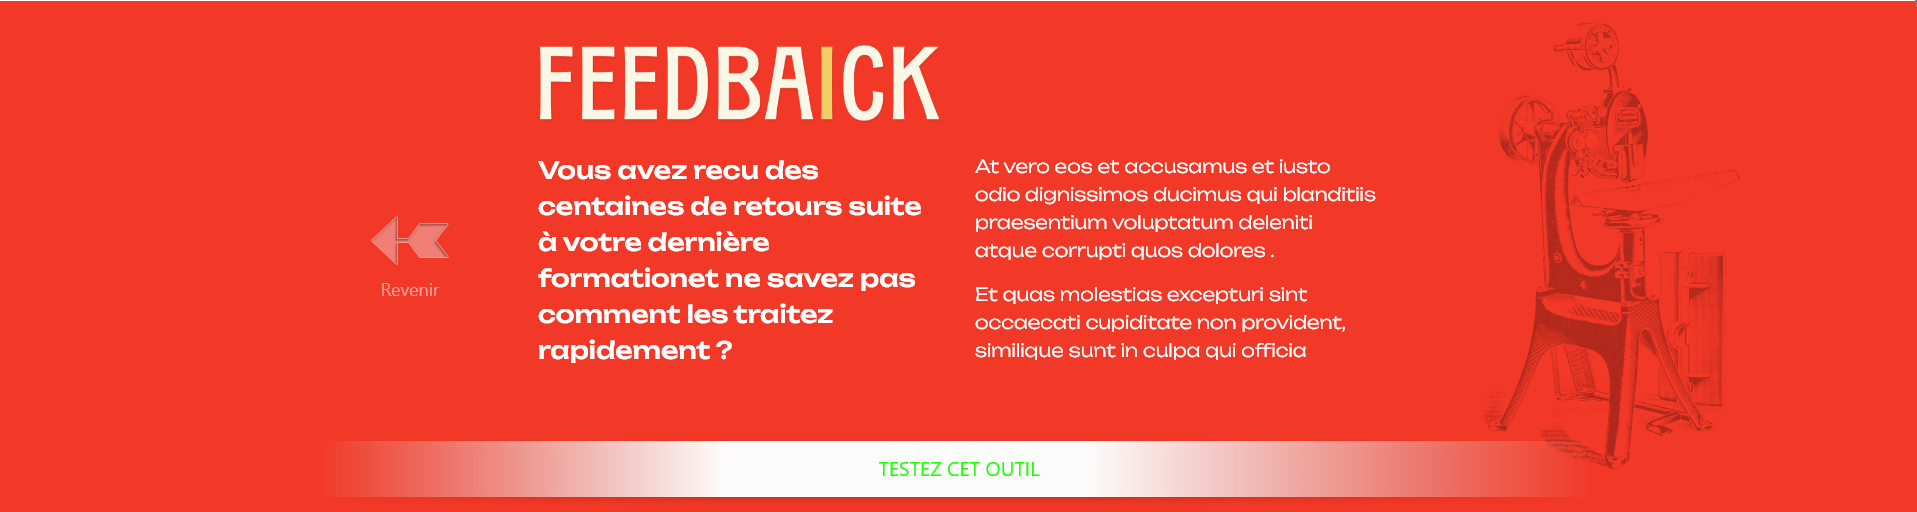 FEEDBAICK
Vous avez recu des
centaines de retours suite
à votre dernière
formationet ne savez pas
comment les traitez
rapidement ?
At vero eos et accusamus et iusto
odio dignissimos ducimus qui blanditiis
praesentium voluptatum deleniti
atque corrupti quos dolores .
Et quas molestias excepturi sint
occaecati cupiditate non provident,
similique sunt in culpa qui officia
Revenir
TESTEZ CET OUTIL